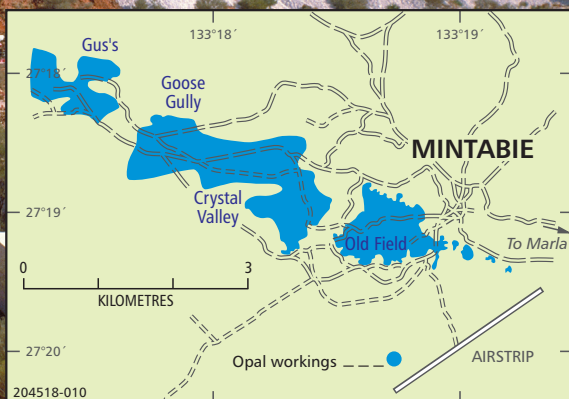 133°18´
133°19´
Gus's
27°18´
Goose
Gully
MINTABIE
Crystal
Valley
27°19´
Old Field
To Marla
0 3
KILOMETRES
27°20´
Opal workings
AIRSTRIP
204518-010